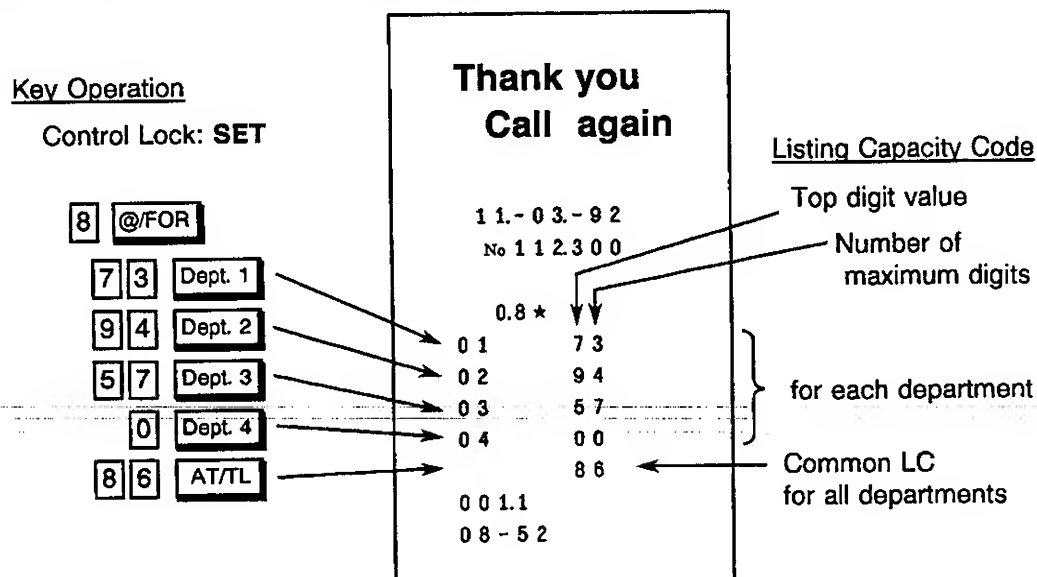 Key Operation
Control Lock: SET
8 @/FOR
7 3 Dept. 1
9 4 Dept. 2
5 7 Dept. 3
0 Dept. 4
8 6 AT/TL
Thank you
Call again
11.-03.-92
No 112.300
0.8 ★
01 73
02 94
03 57
04 00
86
001.1
08-52
Listing Capacity Code
Top digit value
Number of
maximum digits
for each department
Common LC
for all departments